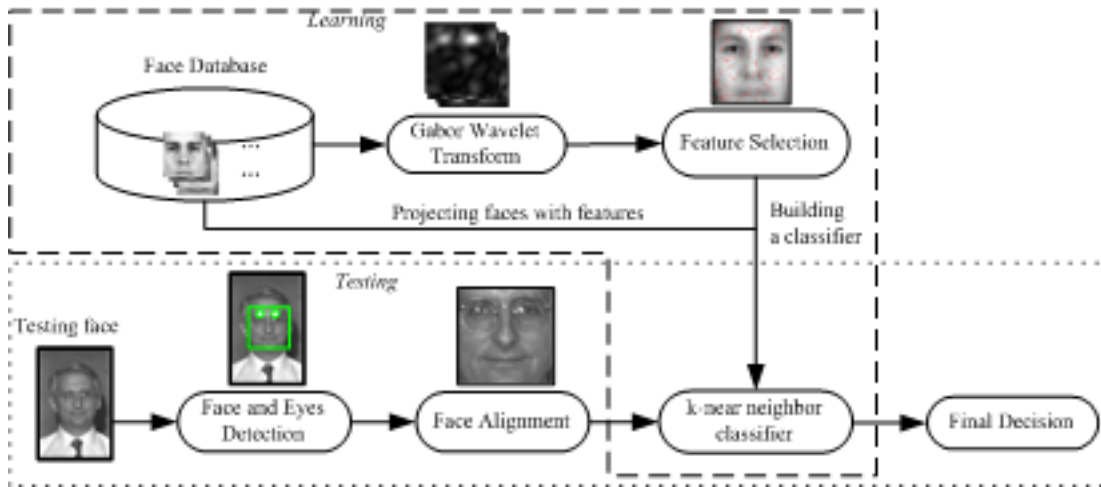 Learning
Face Database
...
...
Gabor Wavelet
Transform
Feature Selection
Projecting faces with features
Building
a classifier
Testing
Testing face
Face and Eyes
Detection
Face Alignment
k-near neighbor
classifier
Final Decision